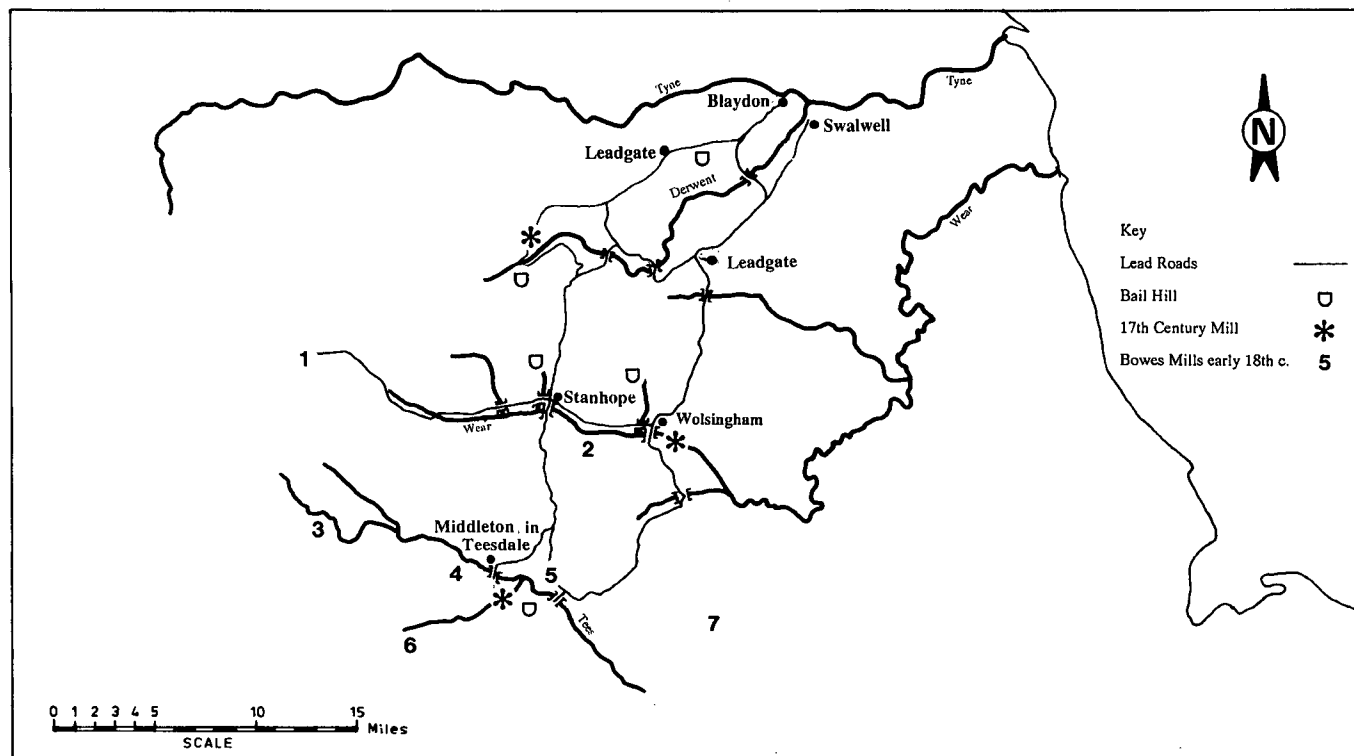 Tyne
Tyne
Blaydon
Swalwell
N
Leadgate
Derwent
Wear
Key
Leadgate
Lead Roads
Bail Hill
17th Century Mill
1
Bowes Mills early 18th c. 5
Stanhope
Wolsingham
Wear
2
3
Middleton in
Teesdale
4
5
Tees
7
6
0 1 2 3 4 5 10 15 Miles
SCALE